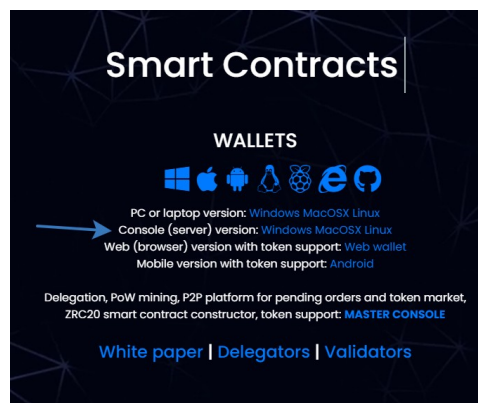 Smart Contracts
WALLETS
PC or laptop version: Windows MacOSX Linux
Console (server) version: Windows MacOSX Linux
Web (browser) version with token support: Web wallet
Mobile version with token support: Android
Delegation, PoW mining, P2P platform for pending orders and token market,
ZRC20 smart contract constructor, token support: MASTER CONSOLE
White paper | Delegators | Validators